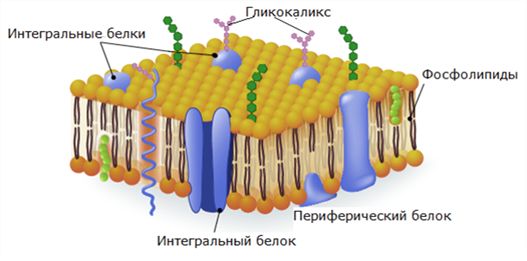 Гликокаликс
Интегральные белки
Фосфолипиды
Периферический белок
Интегральный белок